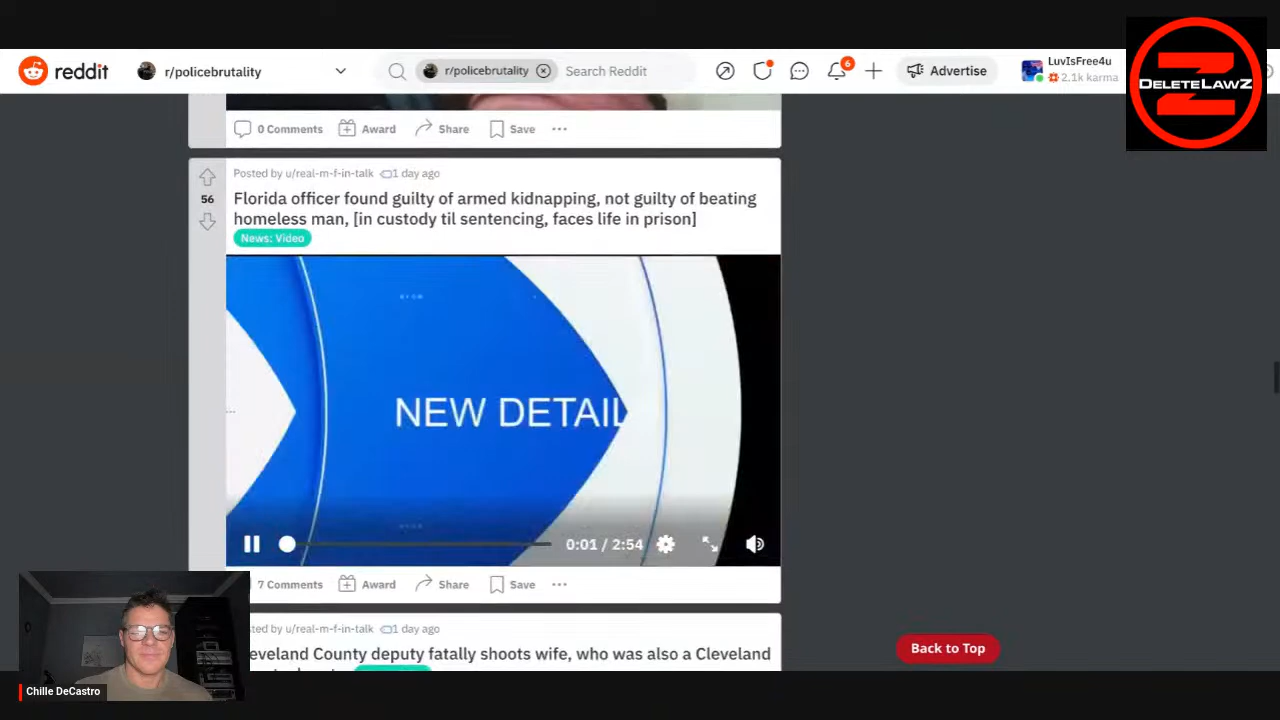 reddit
r/policebrutality
r/policebrutality
Search Reddit
6
Advertise
LuvIsFree4u
2.1k karma
DELETELAWZ
0 Comments
Award
Share
Save
Posted by u/real-m-f-in-talk
1 day ago
56
Florida officer found guilty of armed kidnapping, not guilty of beating
homeless man, [in custody til sentencing, faces life in prison]
News: Video
NEW DETAIL
0:01 / 2:54
7 Comments
Award
Share
Save
sted by u/real-m-f-in-talk
1 day ago
eveland County deputy fatally shoots wife, who was also a Cleveland
Back to Top
Chille DeCastro